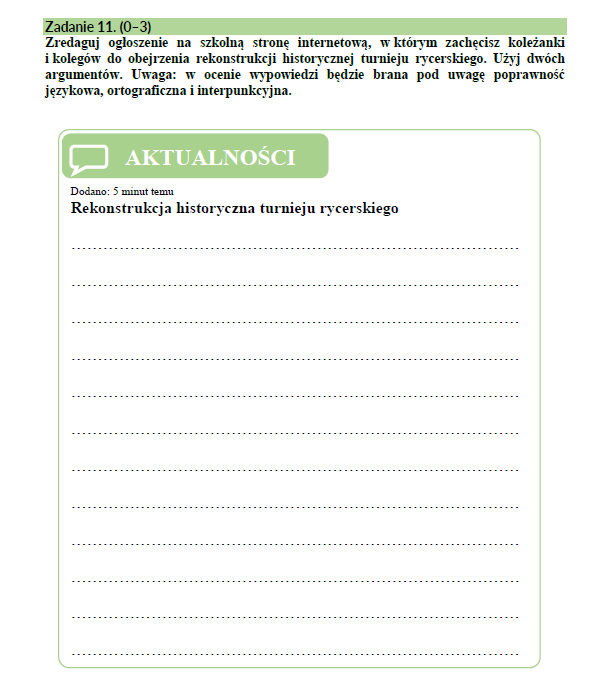 Zadanie 11. (0–3)
Zredaguj ogłoszenie na szkolną stronę internetową, w którym zachęcisz koleżanki
i kolegów do obejrzenia rekonstrukcji historycznej turnieju rycerskiego. Użyj dwóch
argumentów. Uwaga: w ocenie wypowiedzi będzie brana pod uwagę poprawność
językowa, ortograficzna i interpunkcyjna.
AKTUALNOŚCI
Dodano: 5 minut temu
Rekonstrukcja historyczna turnieju rycerskiego